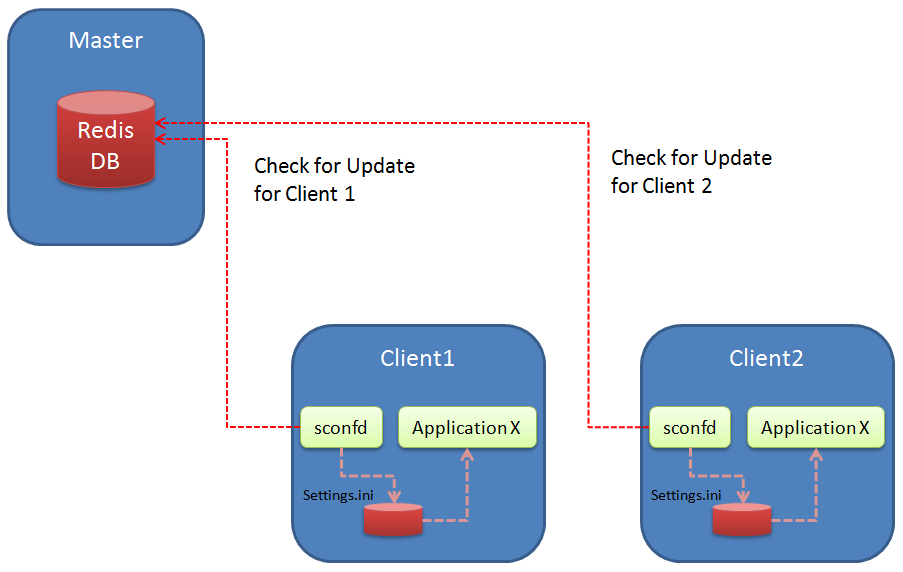 Master
Redis
DB
Check for Update
for Client 1
Check for Update
for Client 2
Client1
sconfd
Application X
Settings.ini
Client2
sconfd
Application X
Settings.ini